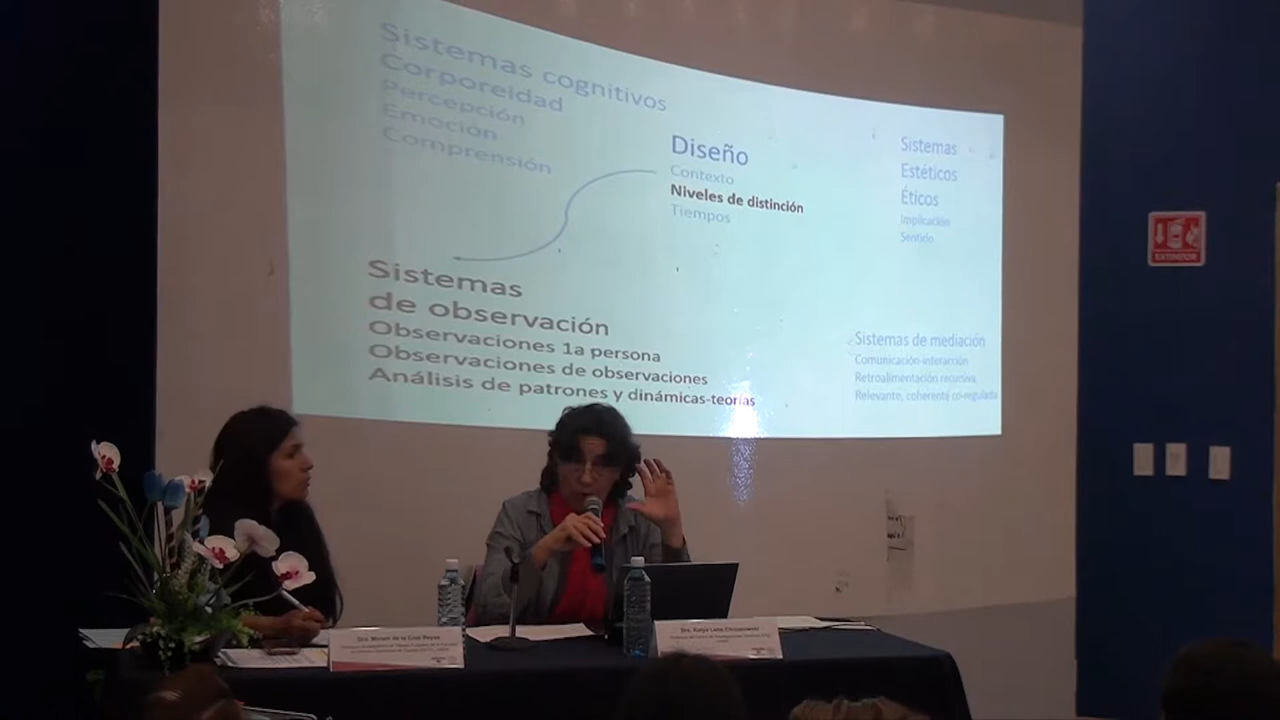 Sistemas cognitivos
Corporeidad
Percepción
Emoción
Comprensión
Diseño
Contexto
Niveles de distinción
Tiempos
Sistemas
Estéticos
Éticos
Implicación
Sentido
Sistemas
de observación
Observaciones 1a persona
Observaciones de observaciones
Análisis de patrones y dinámicas-teorías
Sistemas de mediación
Comunicación-interacción
Retroalimentación recursiva
Relevante, coherente co-regulada
EXTINTOR
Dra. Miriam de la Cruz Reyes
Dra. Katya Luna Chrzanowski